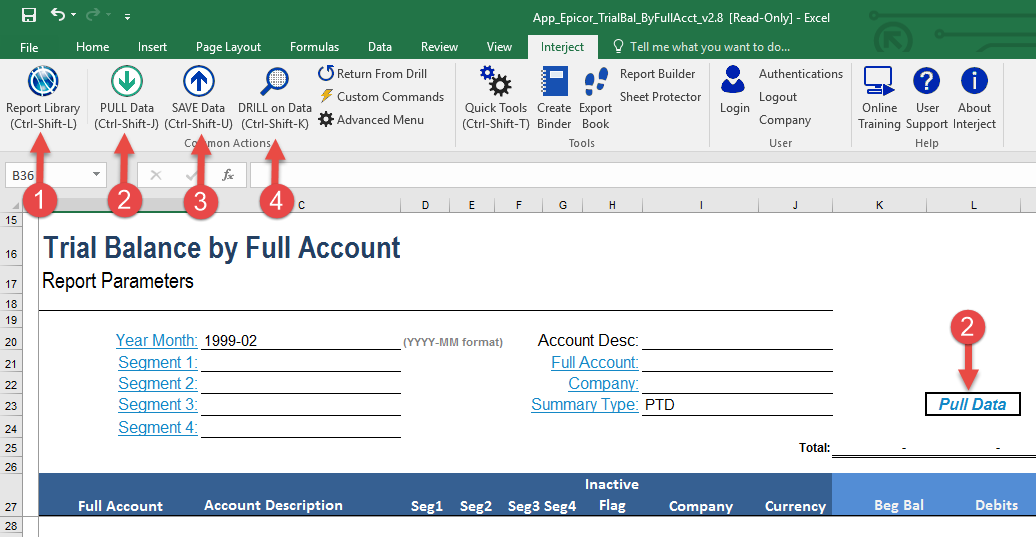 App_Epicor_TrialBal_ByFullAcct_v2.8 [Read-Only] - Excel
File Home Insert Page Layout Formulas Data Review View Interject Tell me what you want to do...
Report Library (Ctrl-Shift-L)
PULL Data (Ctrl-Shift-J)
SAVE Data (Ctrl-Shift-U)
DRILL on Data (Ctrl-Shift-K)
Return From Drill
Custom Commands
Advanced Menu
Common Actions
Quick Tools (Ctrl-Shift-T)
Create Binder
Export Book
Report Builder
Sheet Protector
Tools
Login
Authentications
Logout
Company
User
Online Training
User Support
About Interject
Help
B36 fx
1 2 3 4
C D E F G H I J K L
15
16 Trial Balance by Full Account
17 Report Parameters
18
19
2
20 Year Month: 1999-02 (YYYY-MM format) Account Desc:
21 Segment 1: Full Account:
22 Segment 2: Company:
23 Segment 3: Summary Type: PTD Pull Data
24 Segment 4:
25 Total: - -
26
27 Full Account Account Description Seg1 Seg2 Seg3 Seg4 Inactive Flag Company Currency Beg Bal Debits
28